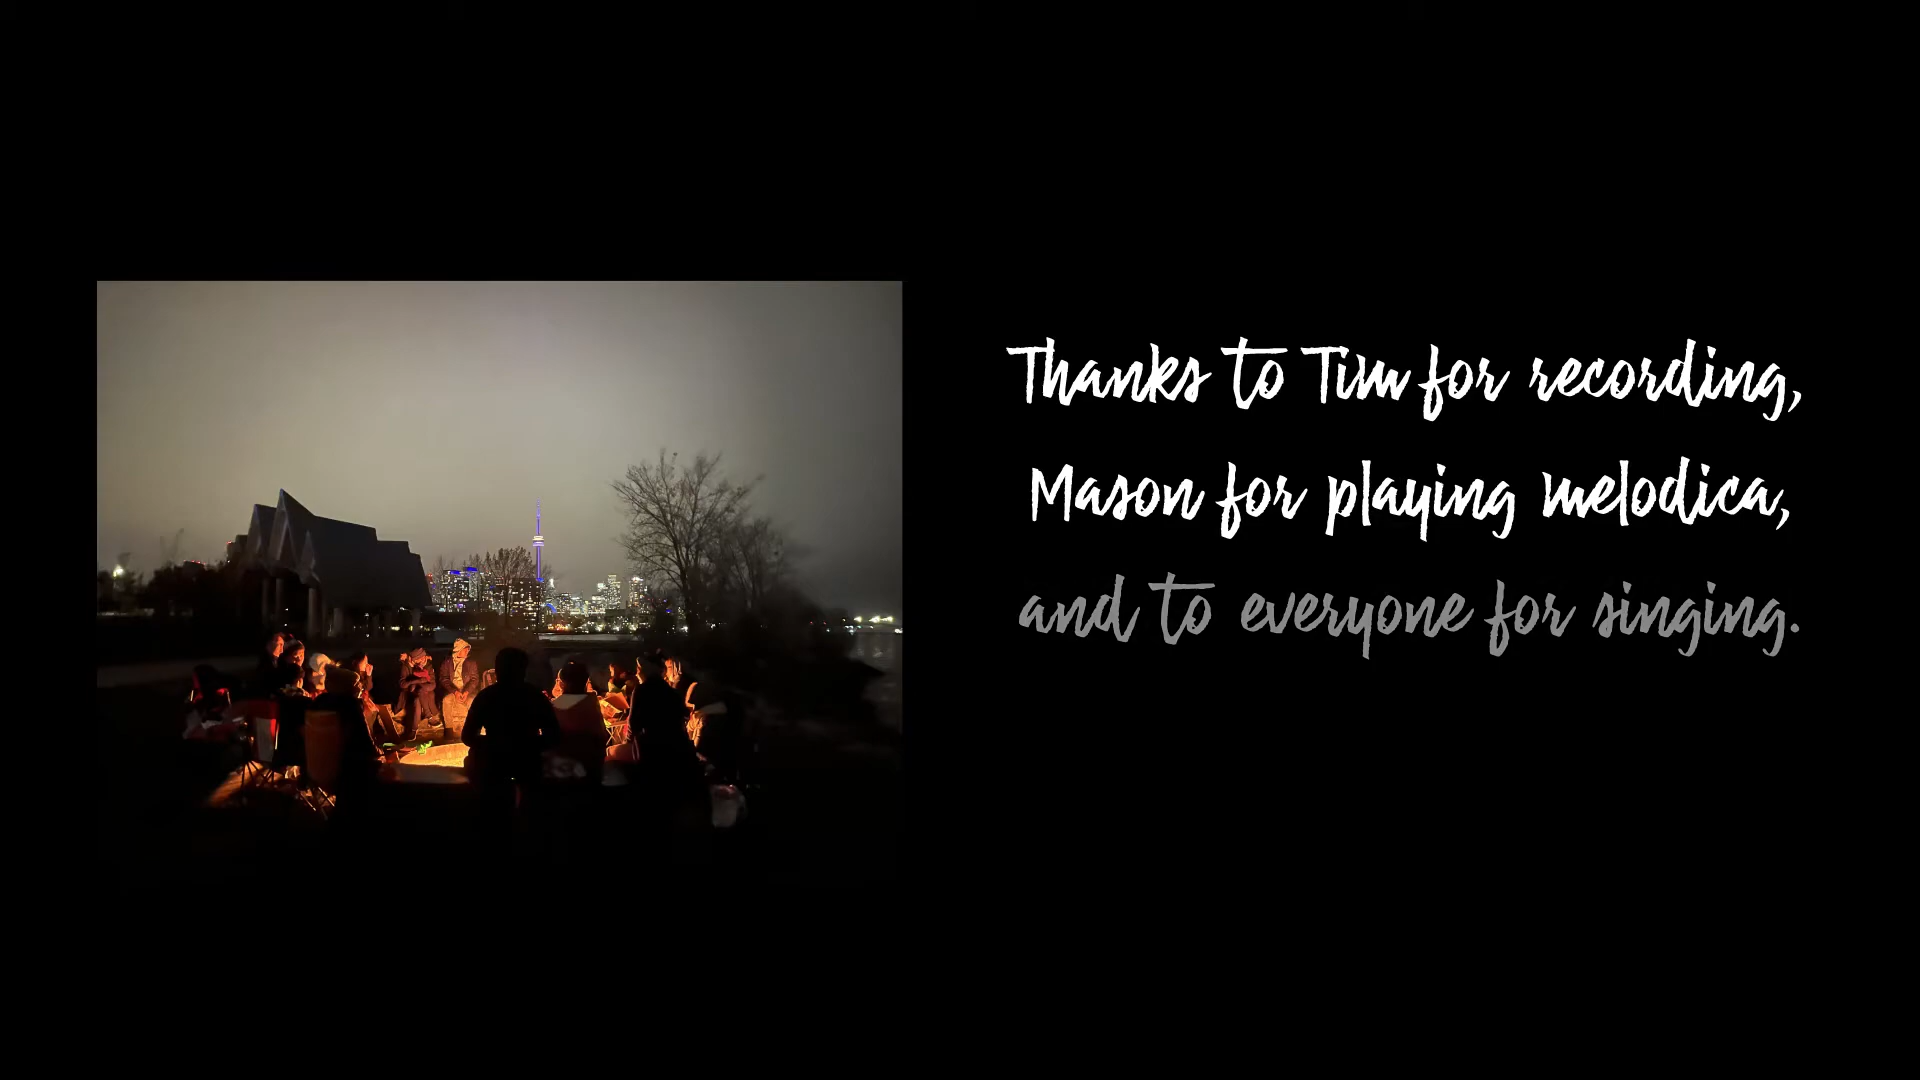 Thanks to Tim for recording,
Mason for playing melodica,
and to everyone for singing.